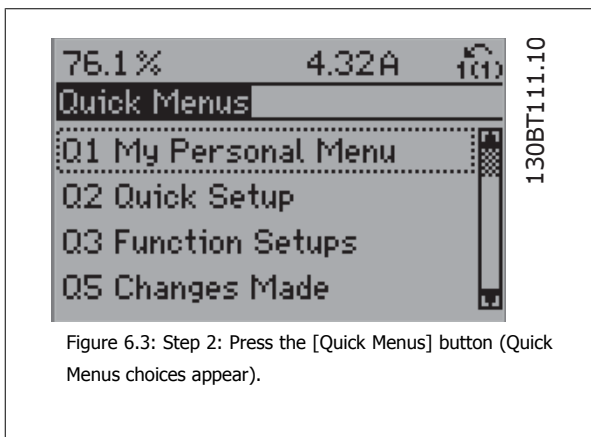 76.1%
4.32A
1(1)
Quick Menus
Q1 My Personal Menu
Q2 Quick Setup
Q3 Function Setups
Q5 Changes Made
130BT111.10
Figure 6.3: Step 2: Press the [Quick Menus] button (Quick
Menus choices appear).